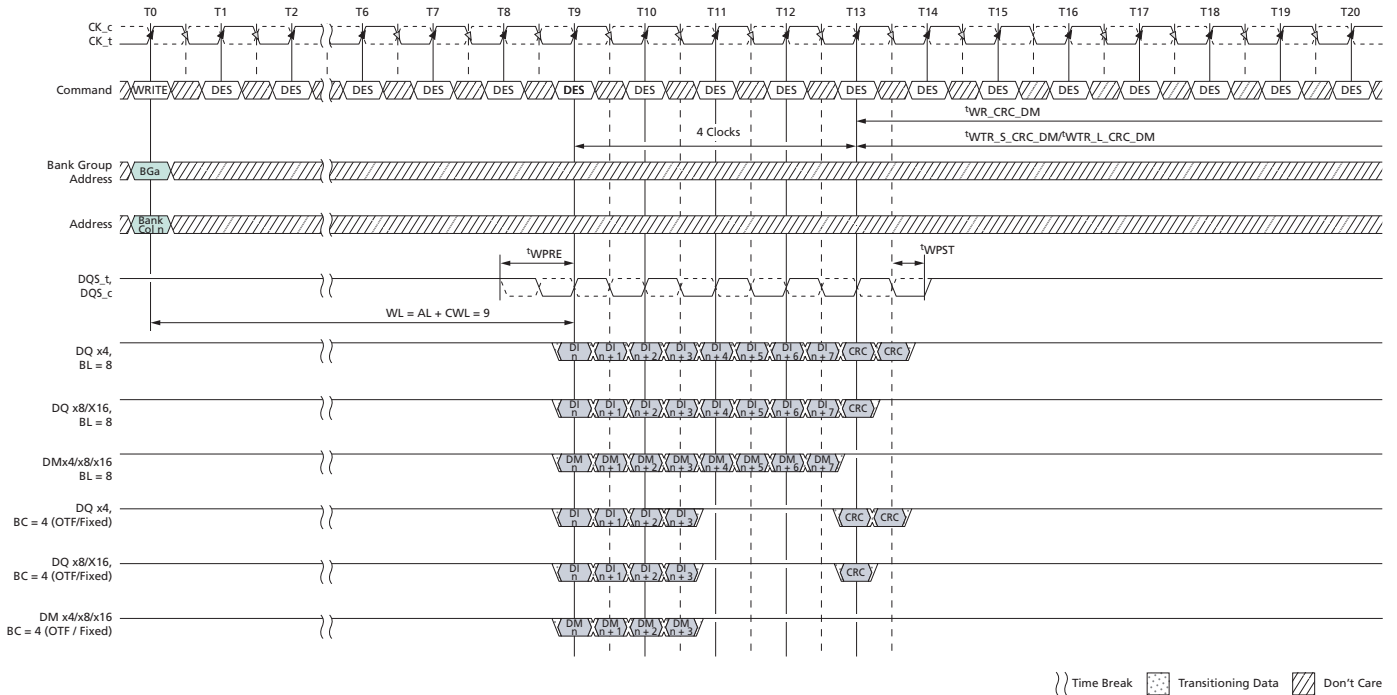 T0 T1 T2 T6 T7 T8 T9 T10 T11 T12 T13 T14 T15 T16 T17 T18 T19 T20
CK_c
CK_t
Command WRITE DES DES DES DES DES DES DES DES DES DES DES DES DES DES DES DES DES
tWR_CRC_DM
4 Clocks tWTR_S_CRC_DM/tWTR_L_CRC_DM
Bank Group
Address
BGa
Address
Bank
Col n
tWPRE tWPST
DQS_t,
DQS_c
WL = AL + CWL = 9
DQ x4,
BL = 8
DI n DI n + 1 DI n + 2 DI n + 3 DI n + 4 DI n + 5 DI n + 6 DI n + 7 CRC CRC
DQ x8/X16,
BL = 8
DI n DI n + 1 DI n + 2 DI n + 3 DI n + 4 DI n + 5 DI n + 6 DI n + 7 CRC
DMx4/x8/x16
BL = 8
DM n DM n + 1 DM n + 2 DM n + 3 DM n + 4 DM n + 5 DM n + 6 DM n + 7
DQ x4,
BC = 4 (OTF/Fixed)
DI n DI n + 1 DI n + 2 DI n + 3 CRC CRC
DQ x8/X16,
BC = 4 (OTF/Fixed)
DI n DI n + 1 DI n + 2 DI n + 3 CRC
DM x4/x8/x16
BC = 4 (OTF / Fixed)
DM n DM n + 1 DM n + 2 DM n + 3
Time Break Transitioning Data Don't Care